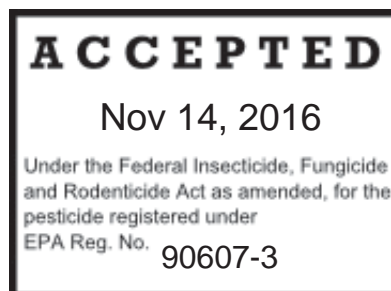 ACCEPTED
Nov 14, 2016
Under the Federal Insecticide, Fungicide
and Rodenticide Act as amended, for the
pesticide registered under
EPA Reg. No. 90607-3